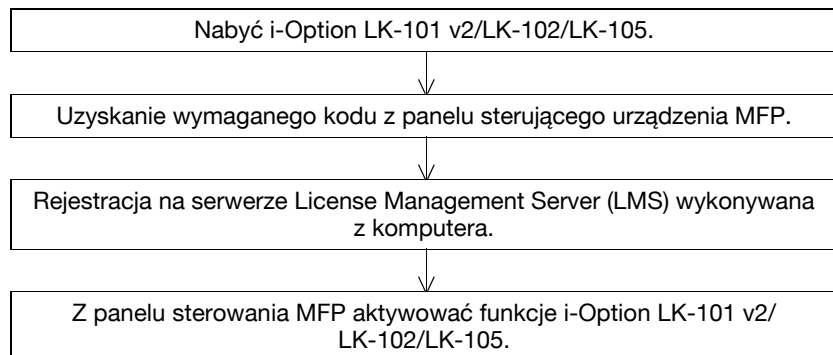 Nabyć i-Option LK-101 v2/LK-102/LK-105.
Uzyskanie wymaganego kodu z panelu sterującego urządzenia MFP.
Rejestracja na serwerze License Management Server (LMS) wykonywana
z komputera.
Z panelu sterowania MFP aktywować funkcje i-Option LK-101 v2/
LK-102/LK-105.